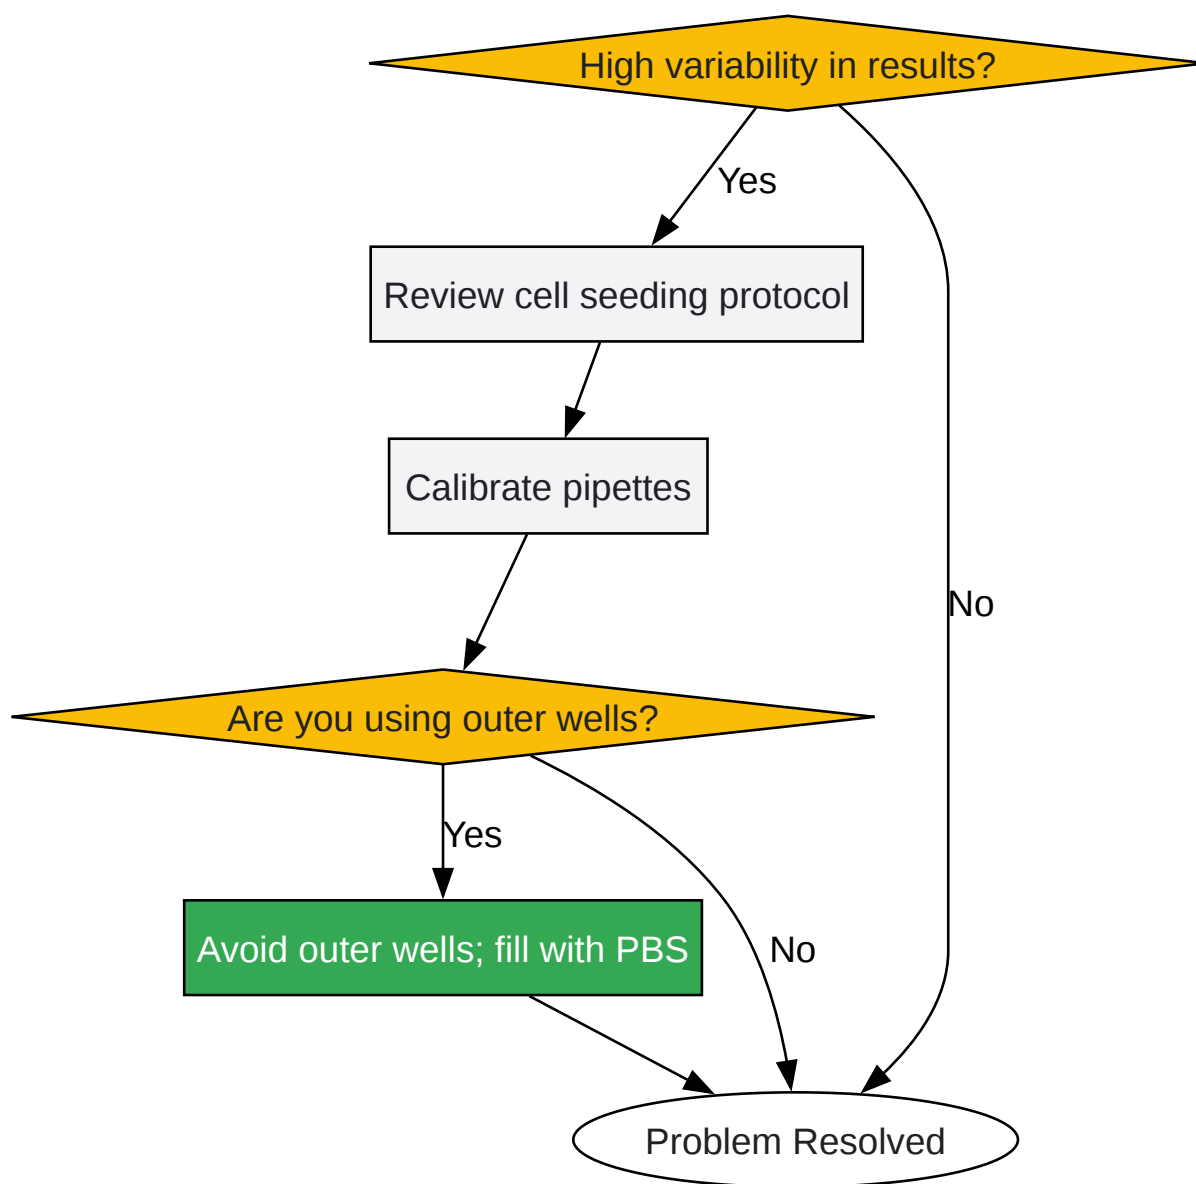 High variability in results?
Yes
Review cell seeding protocol
Calibrate pipettes
No
Are you using outer wells?
Yes
Avoid outer wells; fill with PBS
No
Problem Resolved